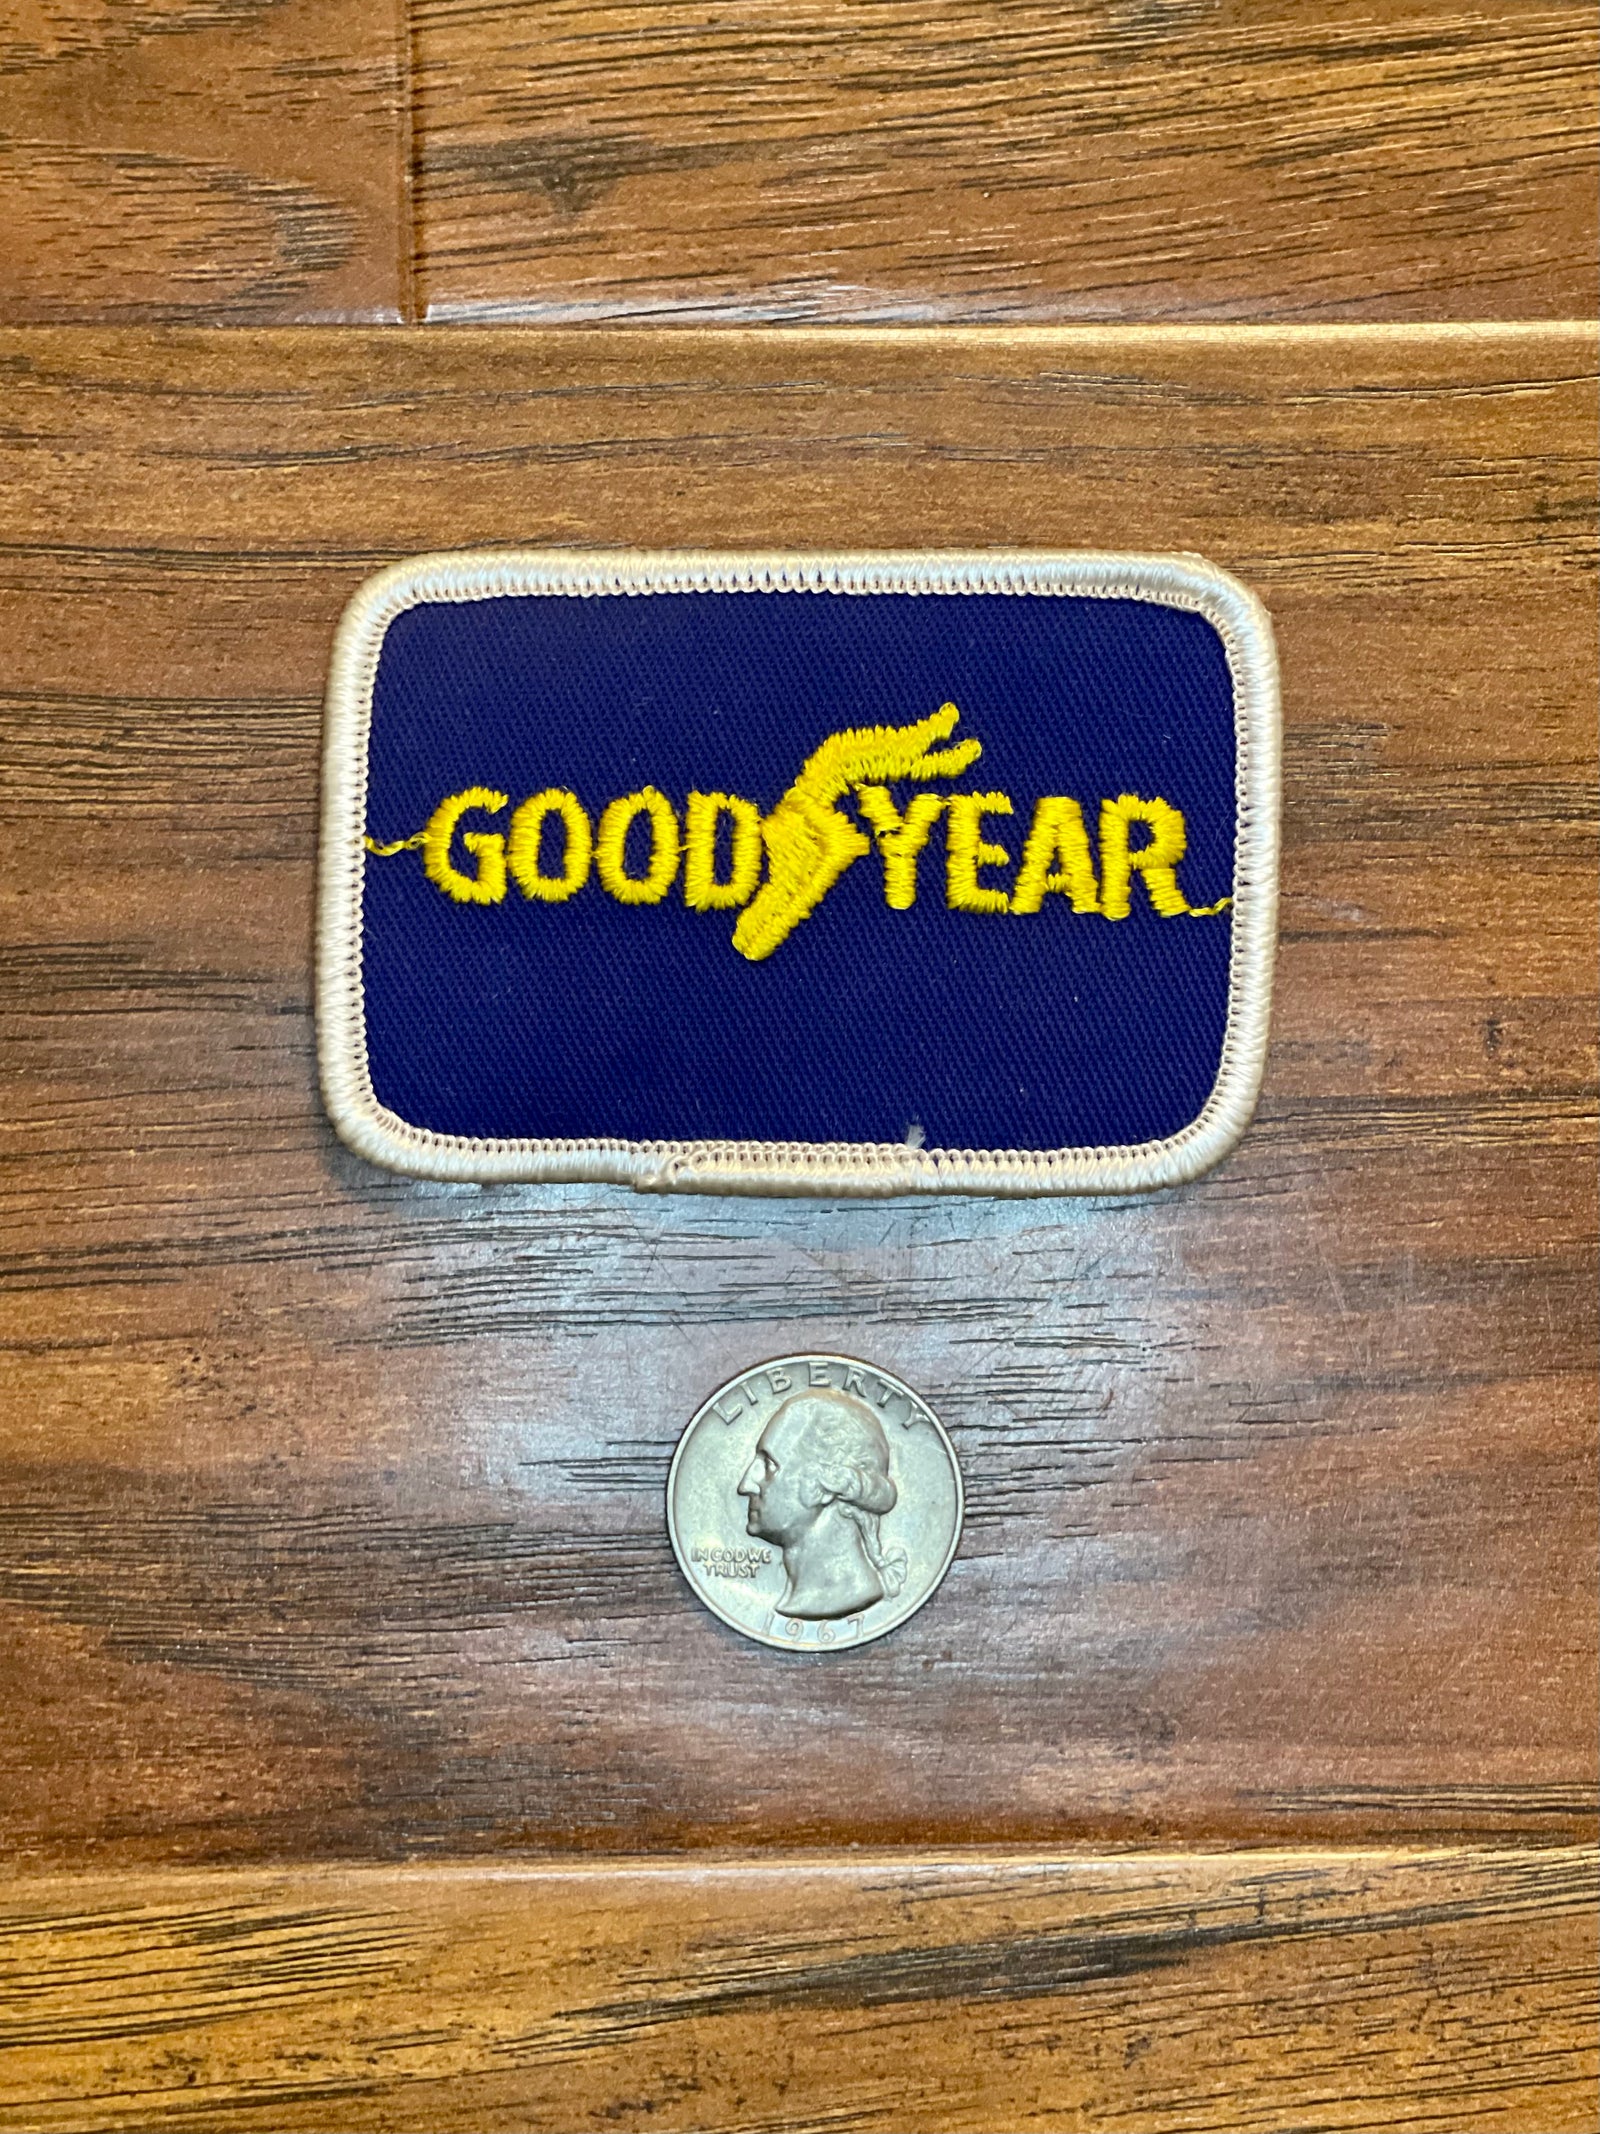 GOODYEAR
LIBERTY
IN GOD WE
TRUST
1967